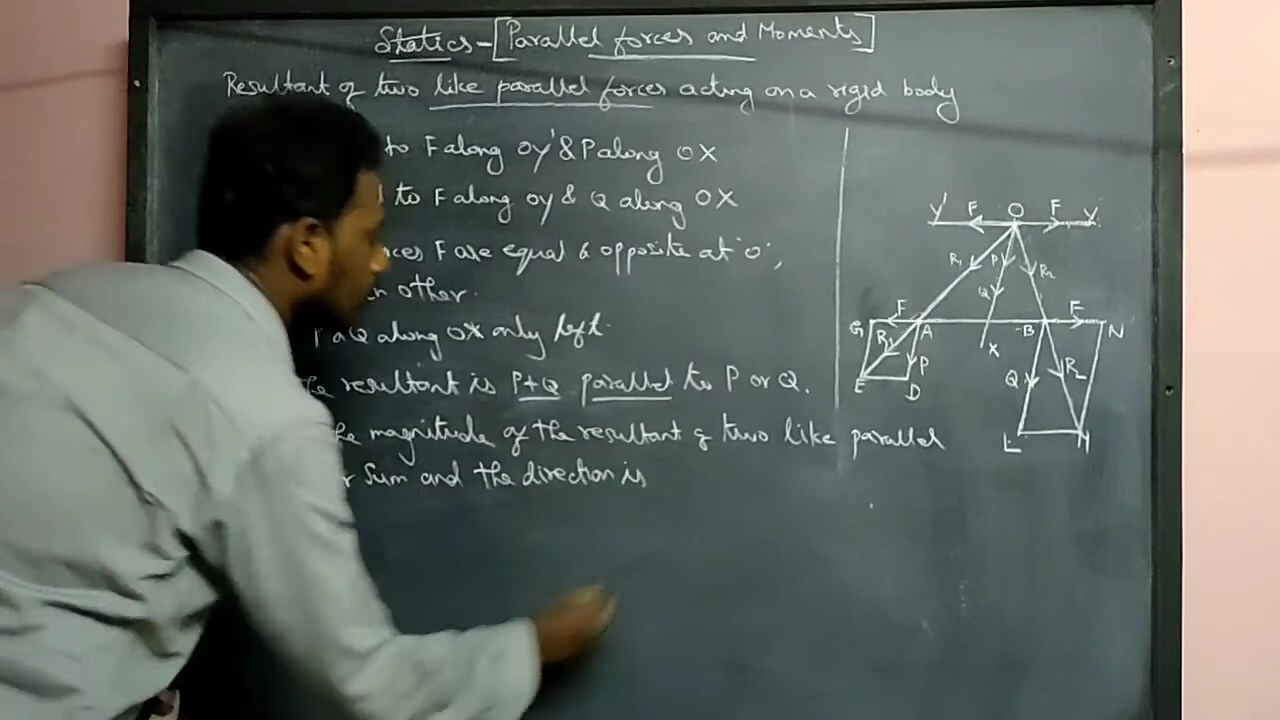 Statics - [Parallel forces and Moments]
Resultant of two like parallel forces acting on a rigid body
to F along OY' & P along OX
to F along OY & Q along OX
F are equal & opposite at 'O',
other.
Q along OX only left.
resultant is P+Q parallel to P or Q.
magnitude of the resultant of two like parallel
Sum and the direction is
Y' F O F Y
R₁ P R₂
Q
G F A B F N
R₁ P X
E D Q R₂
L M